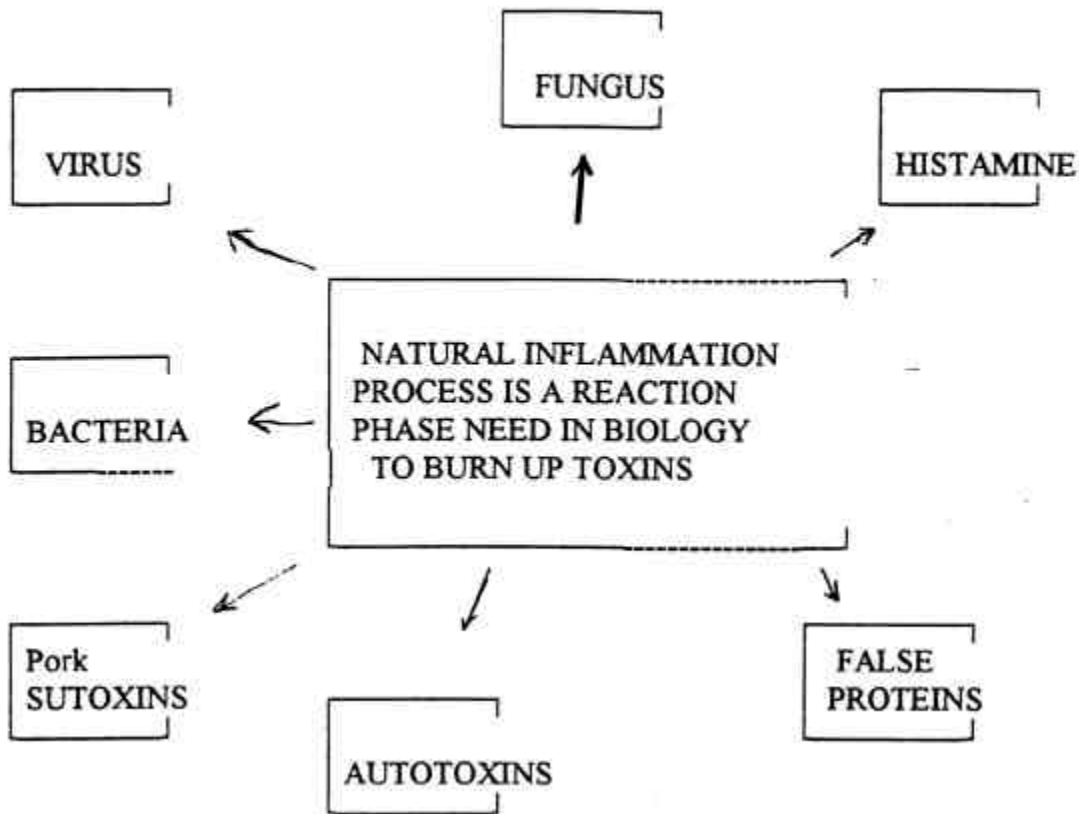 FUNGUS
VIRUS
HISTAMINE
NATURAL INFLAMMATION
PROCESS IS A REACTION
PHASE NEED IN BIOLOGY
TO BURN UP TOXINS
BACTERIA
Pork
SUTOXINS
FALSE
PROTEINS
AUTOTOXINS